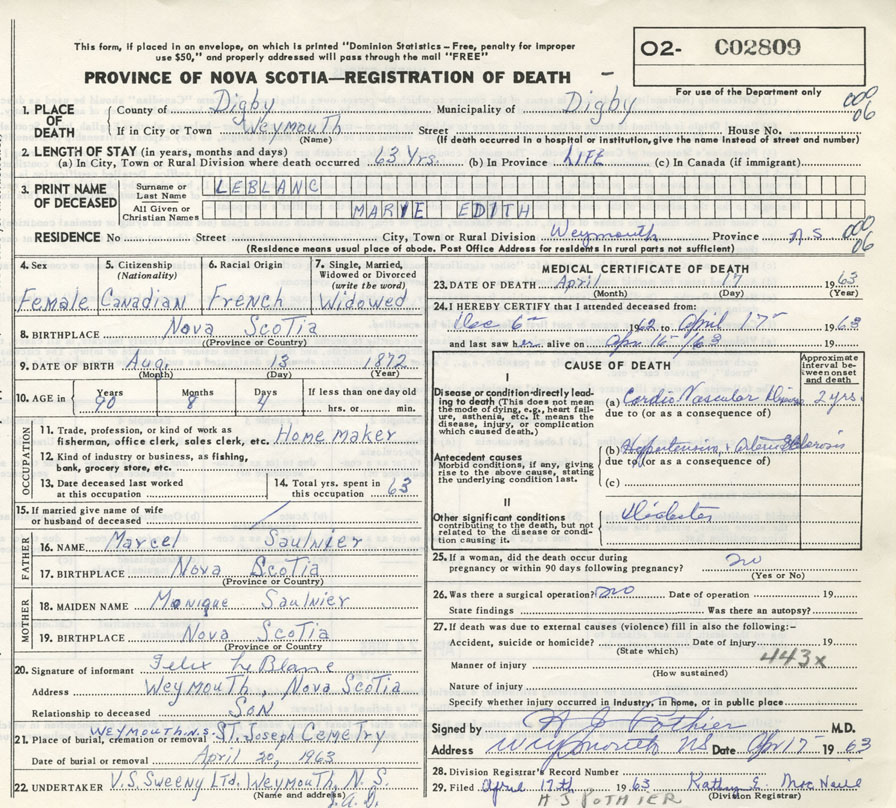 This form, if placed in an envelope, on which is printed "Dominion Statistics – Free, penalty for improper
use $50," and properly addressed will pass through the mail "FREE"
O2- C02809
For use of the Department only
PROVINCE OF NOVA SCOTIA—REGISTRATION OF DEATH
1. PLACE OF DEATH
County of Digby Municipality of Digby
000
06
If in City or Town Weymouth Street House No.
(Name) (If death occurred in a hospital or institution, give the name instead of street and number)
2. LENGTH OF STAY (in years, months and days)
(a) In City, Town or Rural Division where death occurred 63 Yrs. (b) In Province LIFE (c) In Canada (if immigrant)
3. PRINT NAME OF DECEASED
Surname or Last Name LEBLANC
All Given or Christian Names MARIE EDITH
RESIDENCE No Street City, Town or Rural Division Weymouth Province N.S
000
06
(Residence means usual place of abode. Post Office Address for residents in rural parts not sufficient)
4. Sex Female
5. Citizenship (Nationality) Canadian
6. Racial Origin French
7. Single, Married, Widowed or Divorced (write the word) Widowed
8. BIRTHPLACE Nova Scotia
(Province or Country)
9. DATE OF BIRTH Aug. 13 1872
(Month) (Day) (Year)
10. AGE in Years 90 Months 8 Days 4 If less than one day old hrs. or min.
OCCUPATION
11. Trade, profession or kind of work as fisherman, office clerk, sales clerk, etc. Home maker
12. Kind of industry or business, as fishing, bank, grocery store, etc.
13. Date deceased last worked at this occupation
14. Total yrs. spent in this occupation 63
15. If married give name of wife or husband of deceased
FATHER
16. NAME Marcel Saulnier
17. BIRTHPLACE Nova Scotia
(Province or Country)
MOTHER
18. MAIDEN NAME Monique Saulnier
19. BIRTHPLACE Nova Scotia
(Province or Country)
20. Signature of informant Felix LeBlanc
Address Weymouth, Nova Scotia
Relationship to deceased SON
21. Place of burial, cremation or removal WEYMOUTH N.S. ST. Joseph CEMETRY
Date of burial or removal April 20, 1963
22. UNDERTAKER V.S. Sweeny LTd. Weymouth, N.S.
(Name and address)
MEDICAL CERTIFICATE OF DEATH
23. DATE OF DEATH April 17 1963
(Month) (Day) (Year)
24. I HEREBY CERTIFY that I attended deceased from:
Dec 6th 1962 to April 17th 1963
and last saw her alive on Apr 16th/63 19
CAUSE OF DEATH
Approximate interval between onset and death
I
Disease or condition directly leading to death (This does not mean the mode of dying, e.g., heart failure, asthenia, etc. It means the disease, injury, or complication which caused death.)
(a) Cardio Vascular Disease 2 yrs.
due to (or as a consequence of)
Antecedent causes
Morbid conditions, if any, giving rise to the above cause, stating the underlying condition last.
(b) Hypertension + Arteriosclerosis
due to (or as a consequence of)
(c)
II
Other significant conditions contributing to the death, but not related to the disease or condition causing it.
Diabetes
25. If a woman, did the death occur during pregnancy or within 90 days following pregnancy? no
(Yes or No)
26. Was there a surgical operation? no Date of operation 19
State findings Was there an autopsy?
27. If death was due to external causes (violence) fill in also the following:–
Accident, suicide or homicide? Date of injury 19
(State which)
443x
Manner of injury
(How sustained)
Nature of injury
Specify whether injury occurred in Industry, in home, or in public place
Signed by H J Pothier M.D.
Address Weymouth NS Date Apr 17th 1963
28. Division Registrar's Record Number
29. Filed April 17th 1963 Kathryn E. MacNeill
(Division Registrar)
H J POTHIER